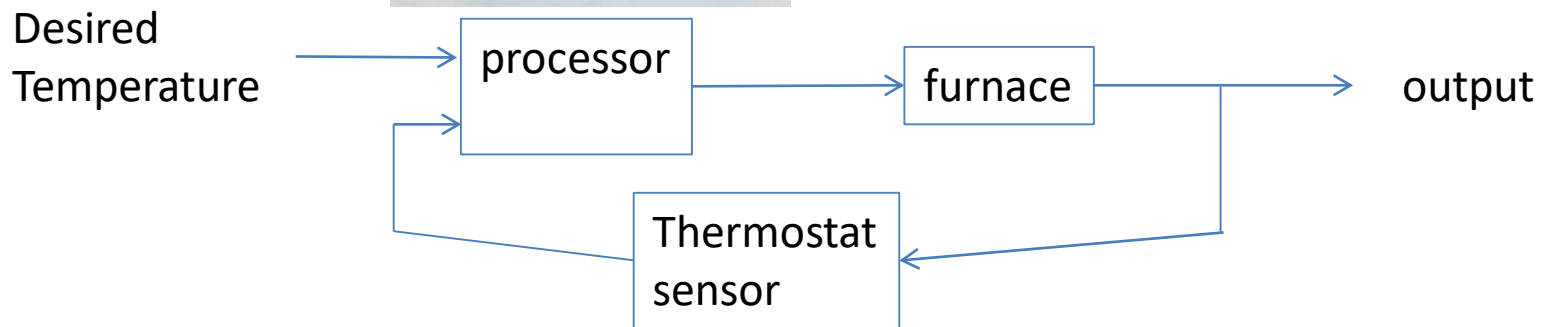 Desired
Temperature
processor
furnace
output
Thermostat
sensor